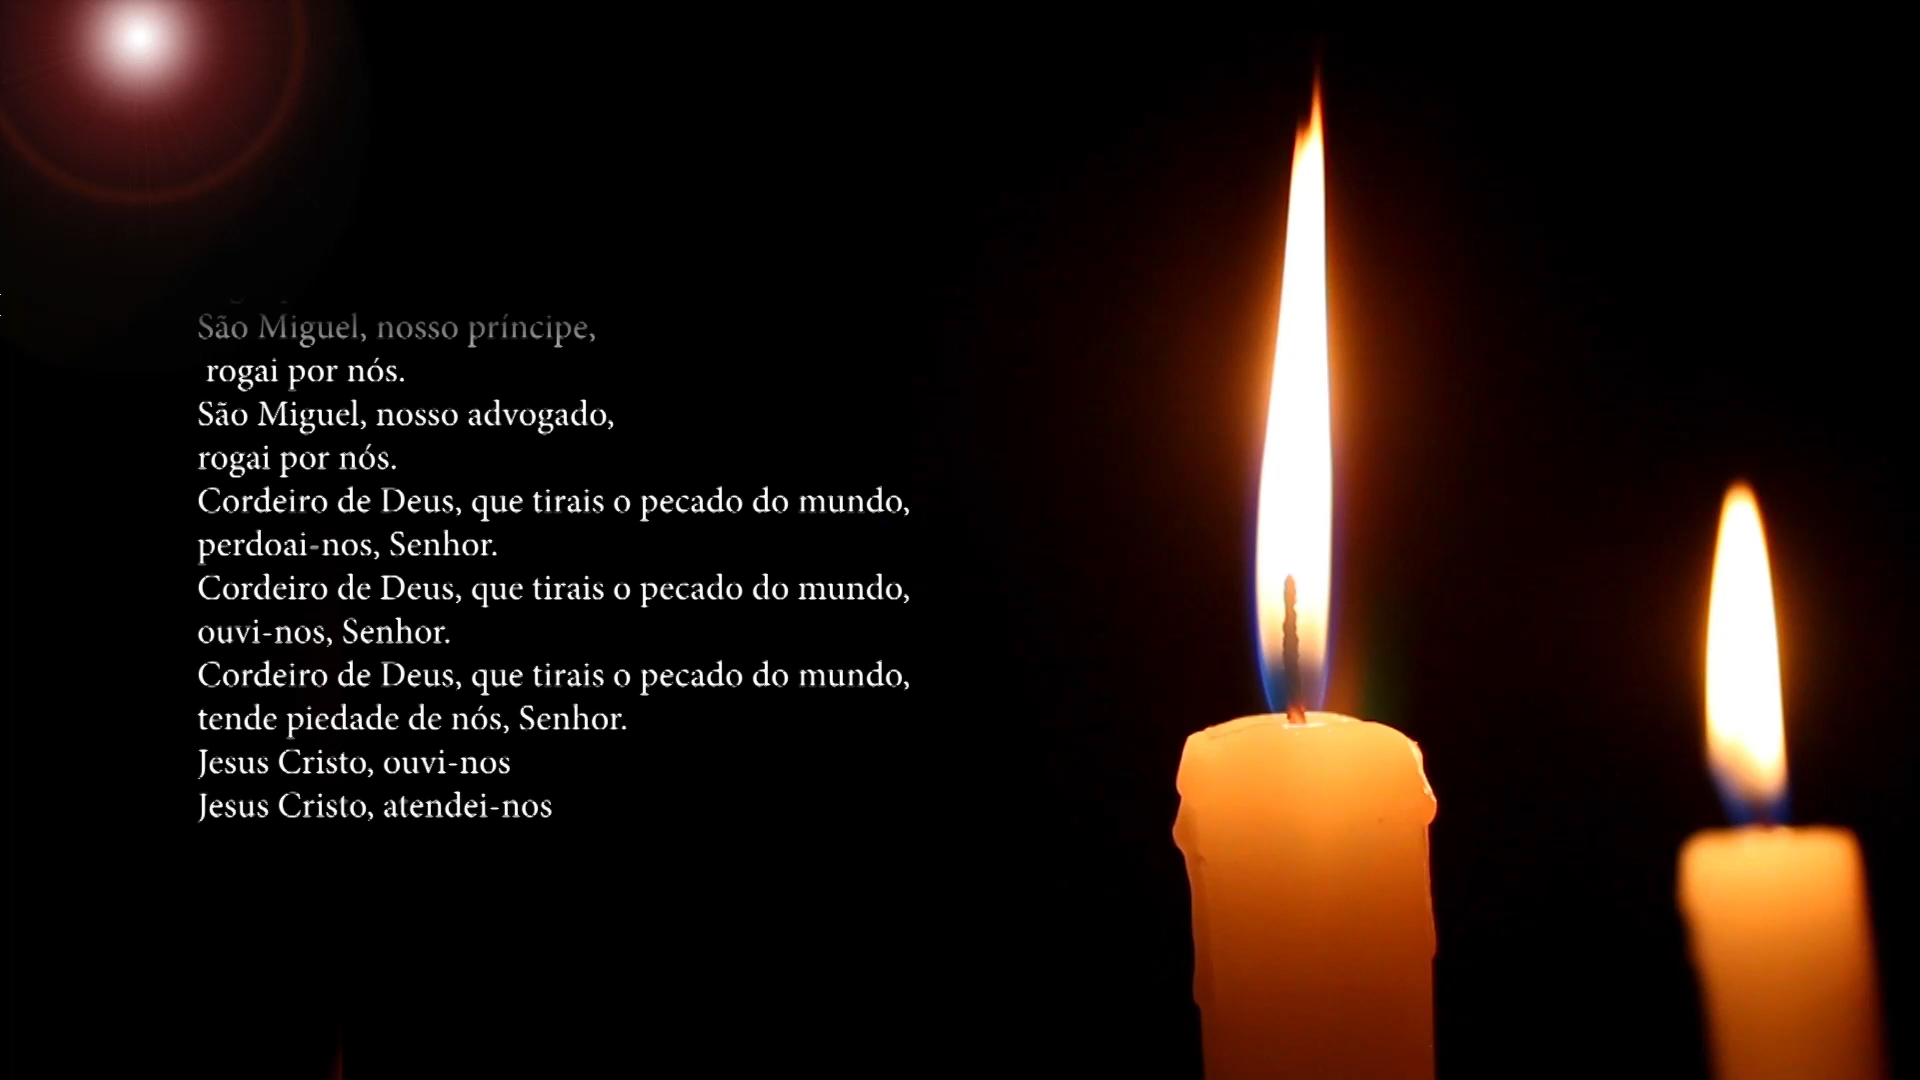 São Miguel, nosso príncipe,
rogai por nós.
São Miguel, nosso advogado,
rogai por nós.
Cordeiro de Deus, que tirais o pecado do mundo,
perdoai-nos, Senhor.
Cordeiro de Deus, que tirais o pecado do mundo,
ouvi-nos, Senhor.
Cordeiro de Deus, que tirais o pecado do mundo,
tende piedade de nós, Senhor.
Jesus Cristo, ouvi-nos
Jesus Cristo, atendei-nos